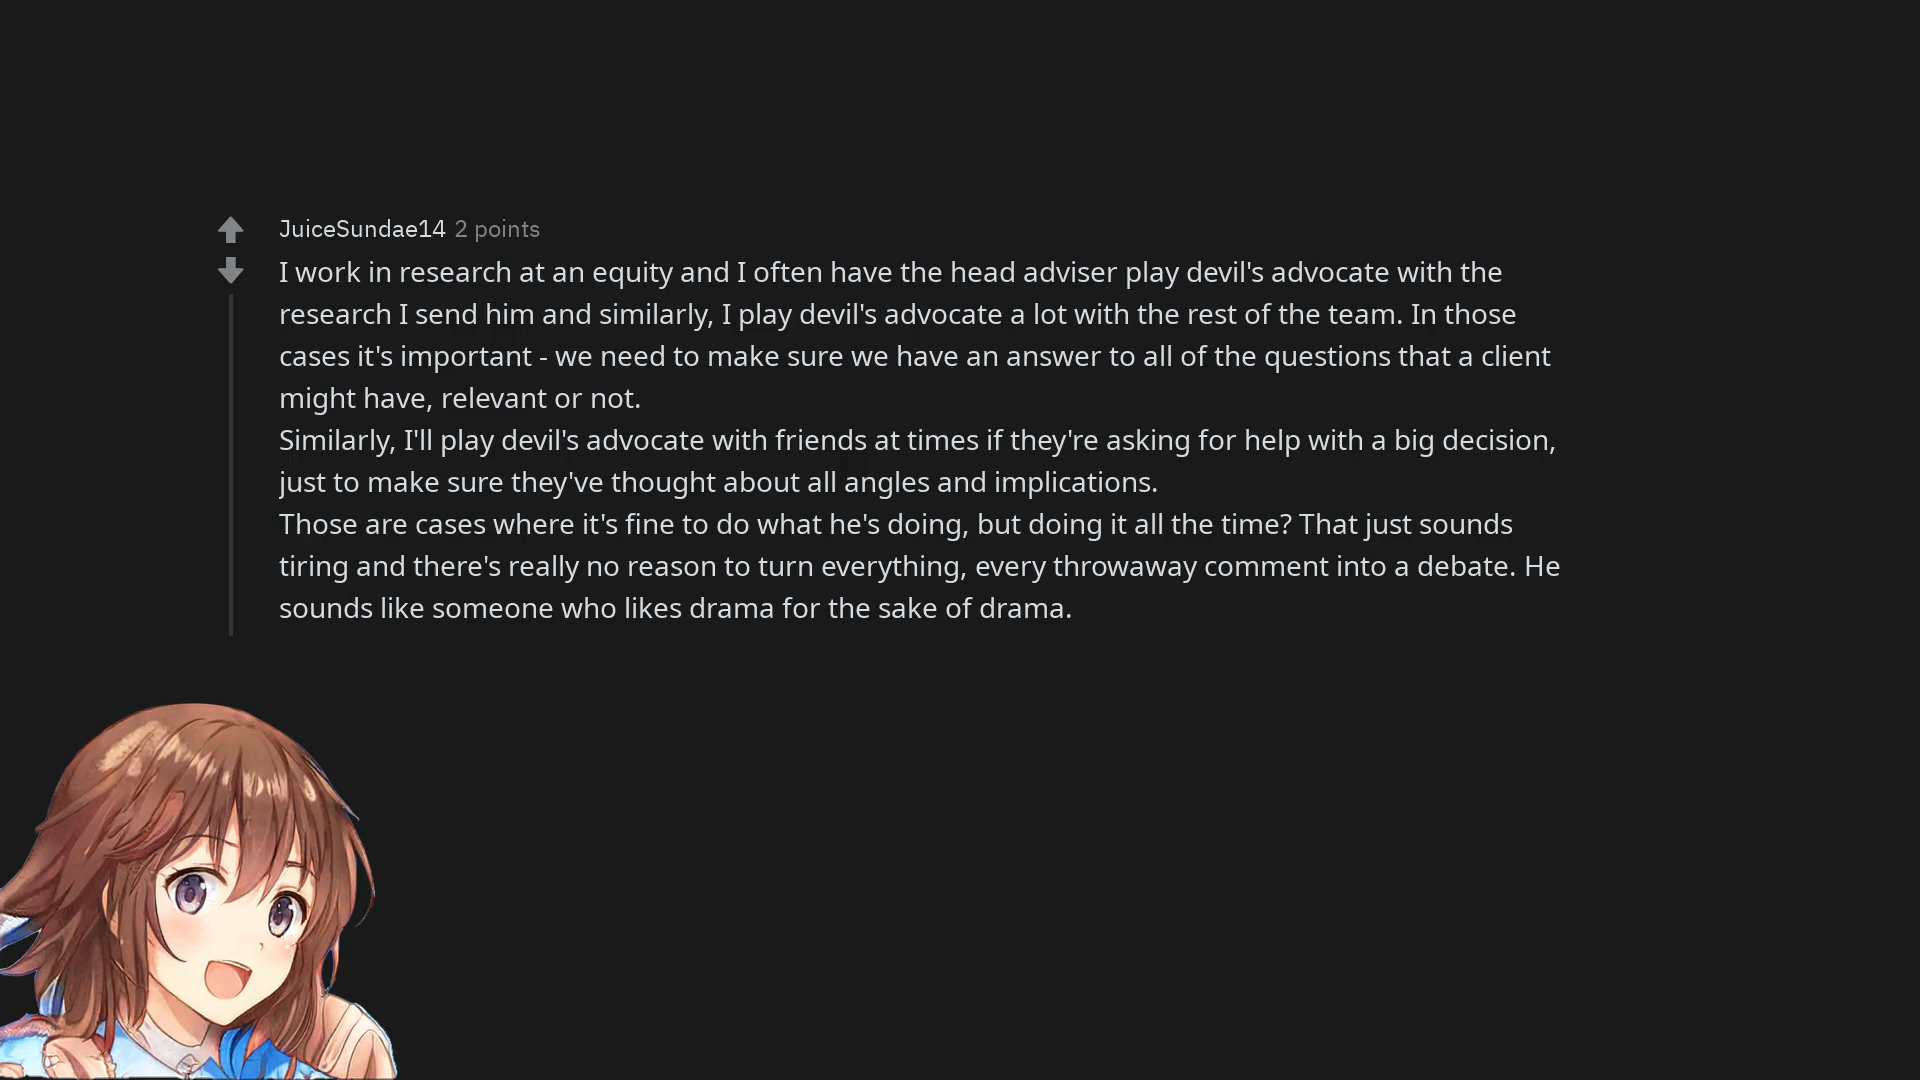 JuiceSundae14 2 points
I work in research at an equity and I often have the head adviser play devil's advocate with the
research I send him and similarly, I play devil's advocate a lot with the rest of the team. In those
cases it's important - we need to make sure we have an answer to all of the questions that a client
might have, relevant or not.
Similarly, I'll play devil's advocate with friends at times if they're asking for help with a big decision,
just to make sure they've thought about all angles and implications.
Those are cases where it's fine to do what he's doing, but doing it all the time? That just sounds
tiring and there's really no reason to turn everything, every throwaway comment into a debate. He
sounds like someone who likes drama for the sake of drama.